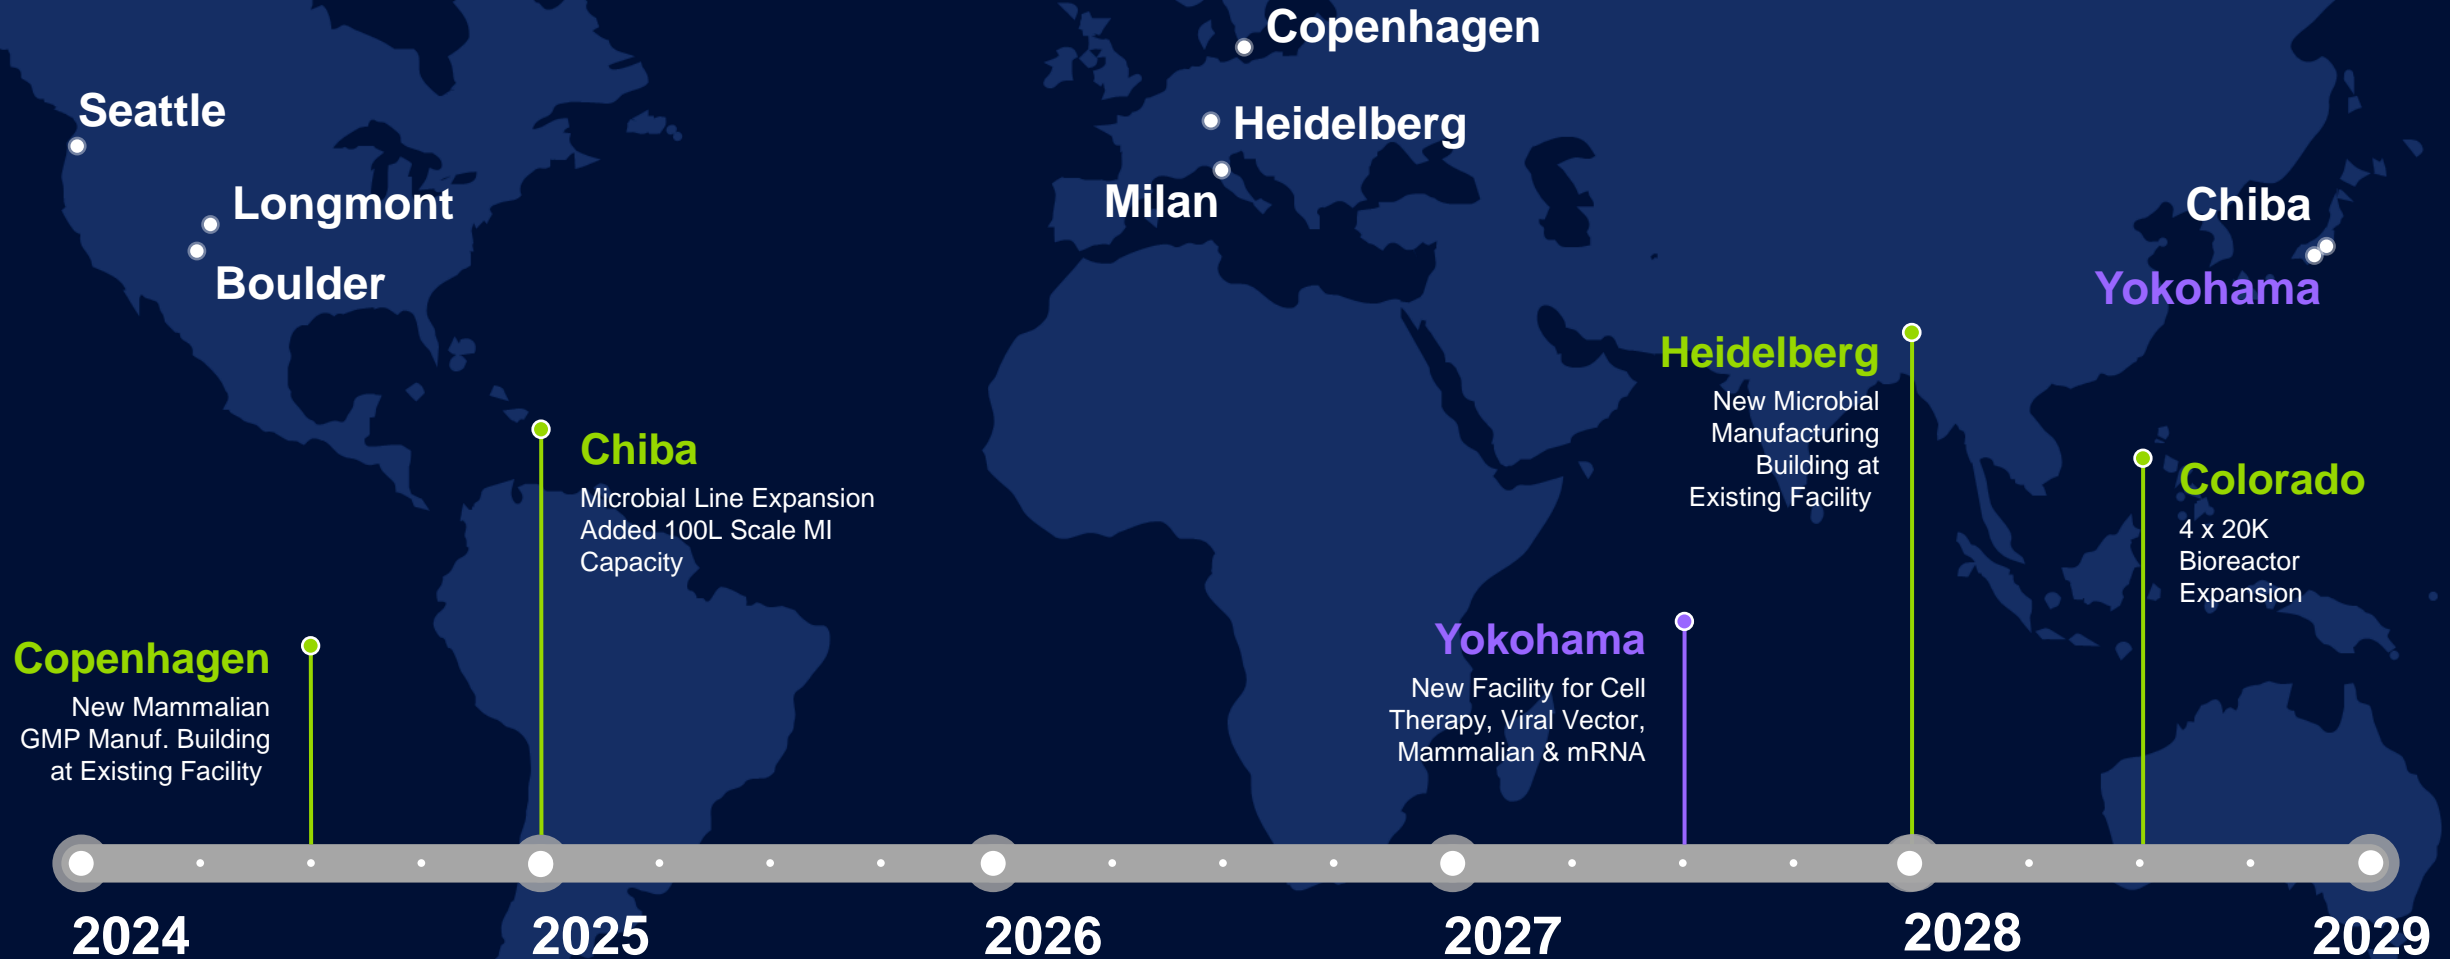 Copenhagen
Seattle
Heidelberg
Longmont
Milan
Chiba
Boulder
Yokohama
Heidelberg
New Microbial
Manufacturing
Building at
Existing Facility
Chiba
Microbial Line Expansion
Added 100L Scale MI
Capacity
Colorado
4 x 20K
Bioreactor
Expansion
Copenhagen
New Mammalian
GMP Manuf. Building
at Existing Facility
Yokohama
New Facility for Cell
Therapy, Viral Vector,
Mammalian & mRNA
2024
2025
2026
2027
2028
2029